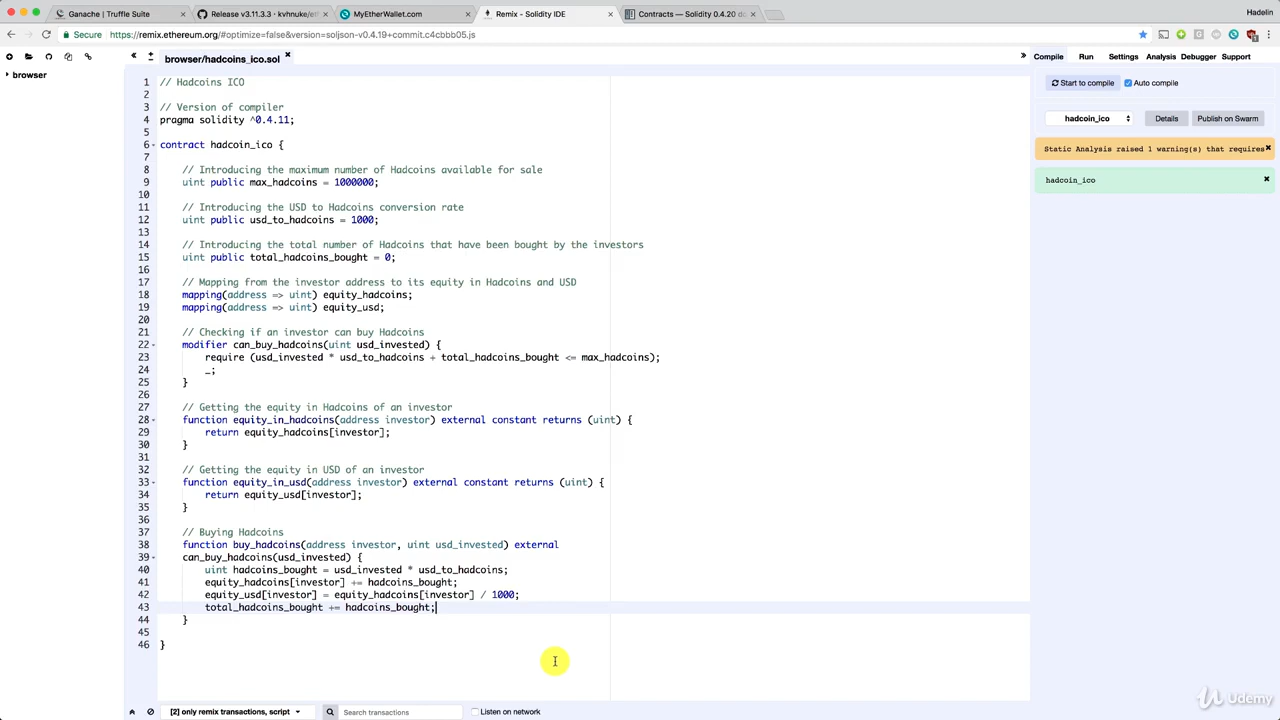 Ganache | Truffle Suite
Release v3.11.3.3 - kvhnuke/et
MyEtherWallet.com
Remix - Solidity IDE
Contracts — Solidity 0.4.20 do
Hadelin
Secure
https://remix.ethereum.org/#optimize=false&version=soljson-v0.4.19+commit.c4cbbb05.js
browser
browser/hadcoins_ico.sol
1 // Hadcoins ICO
2
3 // Version of compiler
4 pragma solidity ^0.4.11;
5
6 contract hadcoin_ico {
7
8 // Introducing the maximum number of Hadcoins available for sale
9 uint public max_hadcoins = 1000000;
10
11 // Introducing the USD to Hadcoins conversion rate
12 uint public usd_to_hadcoins = 1000;
13
14 // Introducing the total number of Hadcoins that have been bought by the investors
15 uint public total_hadcoins_bought = 0;
16
17 // Mapping from the investor address to its equity in Hadcoins and USD
18 mapping(address => uint) equity_hadcoins;
19 mapping(address => uint) equity_usd;
20
21 // Checking if an investor can buy Hadcoins
22 modifier can_buy_hadcoins(uint usd_invested) {
23 require (usd_invested * usd_to_hadcoins + total_hadcoins_bought <= max_hadcoins);
24 _;
25 }
26
27 // Getting the equity in Hadcoins of an investor
28 function equity_in_hadcoins(address investor) external constant returns (uint) {
29 return equity_hadcoins[investor];
30 }
31
32 // Getting the equity in USD of an investor
33 function equity_in_usd(address investor) external constant returns (uint) {
34 return equity_usd[investor];
35 }
36
37 // Buying Hadcoins
38 function buy_hadcoins(address investor, uint usd_invested) external
39 can_buy_hadcoins(usd_invested) {
40 uint hadcoins_bought = usd_invested * usd_to_hadcoins;
41 equity_hadcoins[investor] += hadcoins_bought;
42 equity_usd[investor] = equity_hadcoins[investor] / 1000;
43 total_hadcoins_bought += hadcoins_bought;
44 }
45
46 }
Compile Run Settings Analysis Debugger Support
Start to compile Auto compile
hadcoin_ico Details Publish on Swarm
Static Analysis raised 1 warning(s) that requires
hadcoin_ico
[2] only remix transactions, script
Search transactions
Listen on network
Udemy